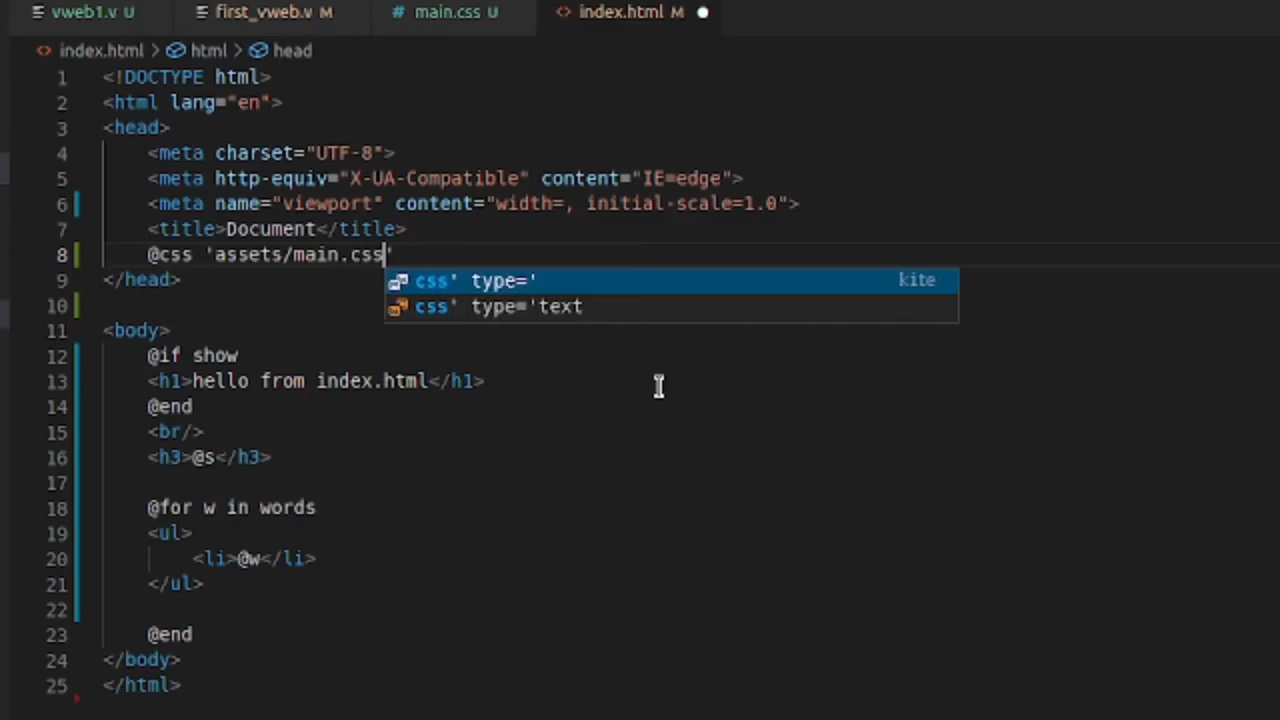 vweb1.v U first_vweb.v M # main.css U <> index.html M
<> index.html > html > head
1 <!DOCTYPE html>
2 <html lang="en">
3 <head>
4 <meta charset="UTF-8">
5 <meta http-equiv="X-UA-Compatible" content="IE=edge">
6 <meta name="viewport" content="width=, initial-scale=1.0">
7 <title>Document</title>
8 @css 'assets/main.css'
css' type=' kite
9 </head>
css' type='text
10
11 <body>
12 @if show
13 <h1>hello from index.html</h1>
14 @end
15 <br/>
16 <h3>@s</h3>
17
18 @for w in words
19 <ul>
20 <li>@w</li>
21 </ul>
22
23 @end
24 </body>
25 </html>